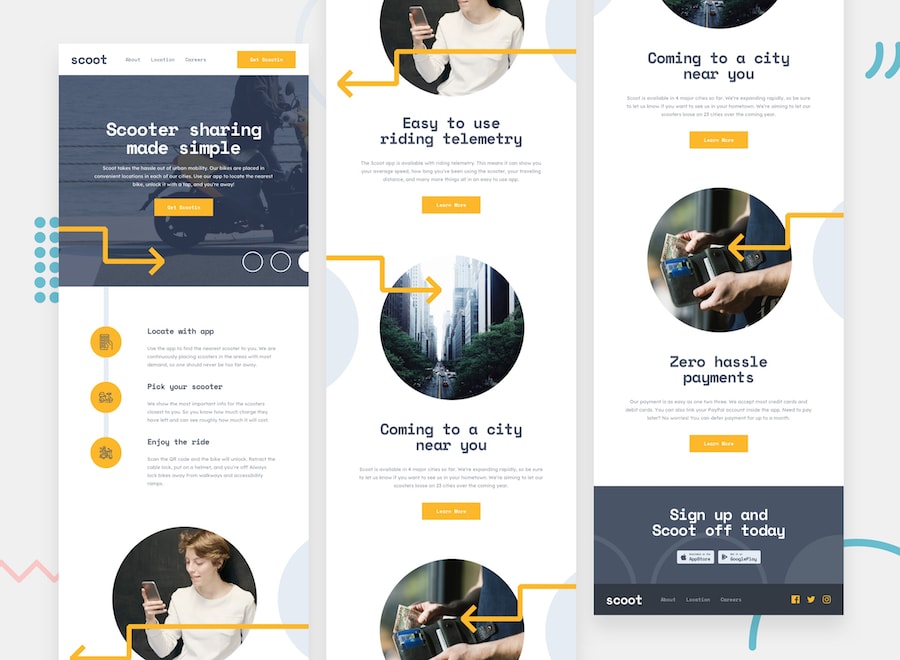 scoot
About Location Careers
Get Scootin
Scooter sharing
made simple
Scoot takes the hassle out of urban mobility. Our bikes are placed in
convenient locations in each of our cities. Use our app to locate the nearest
bike, unlock it with a tap, and you're away!
Get Scootin
Locate with app
Use the app to find the nearest scooter to you. We are
continuously placing scooters in the areas with most
demand, so one should never be too far away.
Pick your scooter
We show the most important info for the scooters
closest to you. So you know how much charge they
have left and can see roughly how much it will cost.
Enjoy the ride
Scan the QR code and the bike will unlock. Retract the
cable lock, put on a helmet, and you're off! Always
lock bikes away from walkways and accessibility
ramps.
Easy to use
riding telemetry
The Scoot app is available with riding telemetry. This means it can show you
your average speed, how long you've been using the scooter, your traveling
distance, and many more things all in an easy to use app.
Learn More
Coming to a city
near you
Scoot is available in 4 major cities so far. We're expanding rapidly, so be sure
to let us know if you want to see us in your hometown. We're aiming to let our
scooters loose on 23 cities over the coming year.
Learn More
Coming to a city
near you
Scoot is available in 4 major cities so far. We're expanding rapidly, so be sure
to let us know if you want to see us in your hometown. We're aiming to let our
scooters loose on 23 cities over the coming year.
Learn More
Zero hassle
payments
Our payment is as easy as one two three. We accept most credit cards and
debit cards. You can also link your PayPal account inside the app. Need to pay
later? No worries! You can defer payment for up to a month.
Learn More
Sign up and
Scoot off today
Available on the
AppStore
Get it on
GooglePlay
scoot
About Location Careers